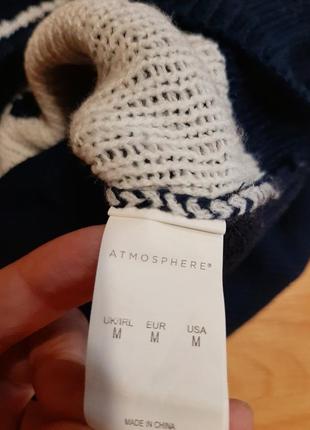 ATMOSPHERE®
UK/IRL EUR USA
M M M
MADE IN CHINA